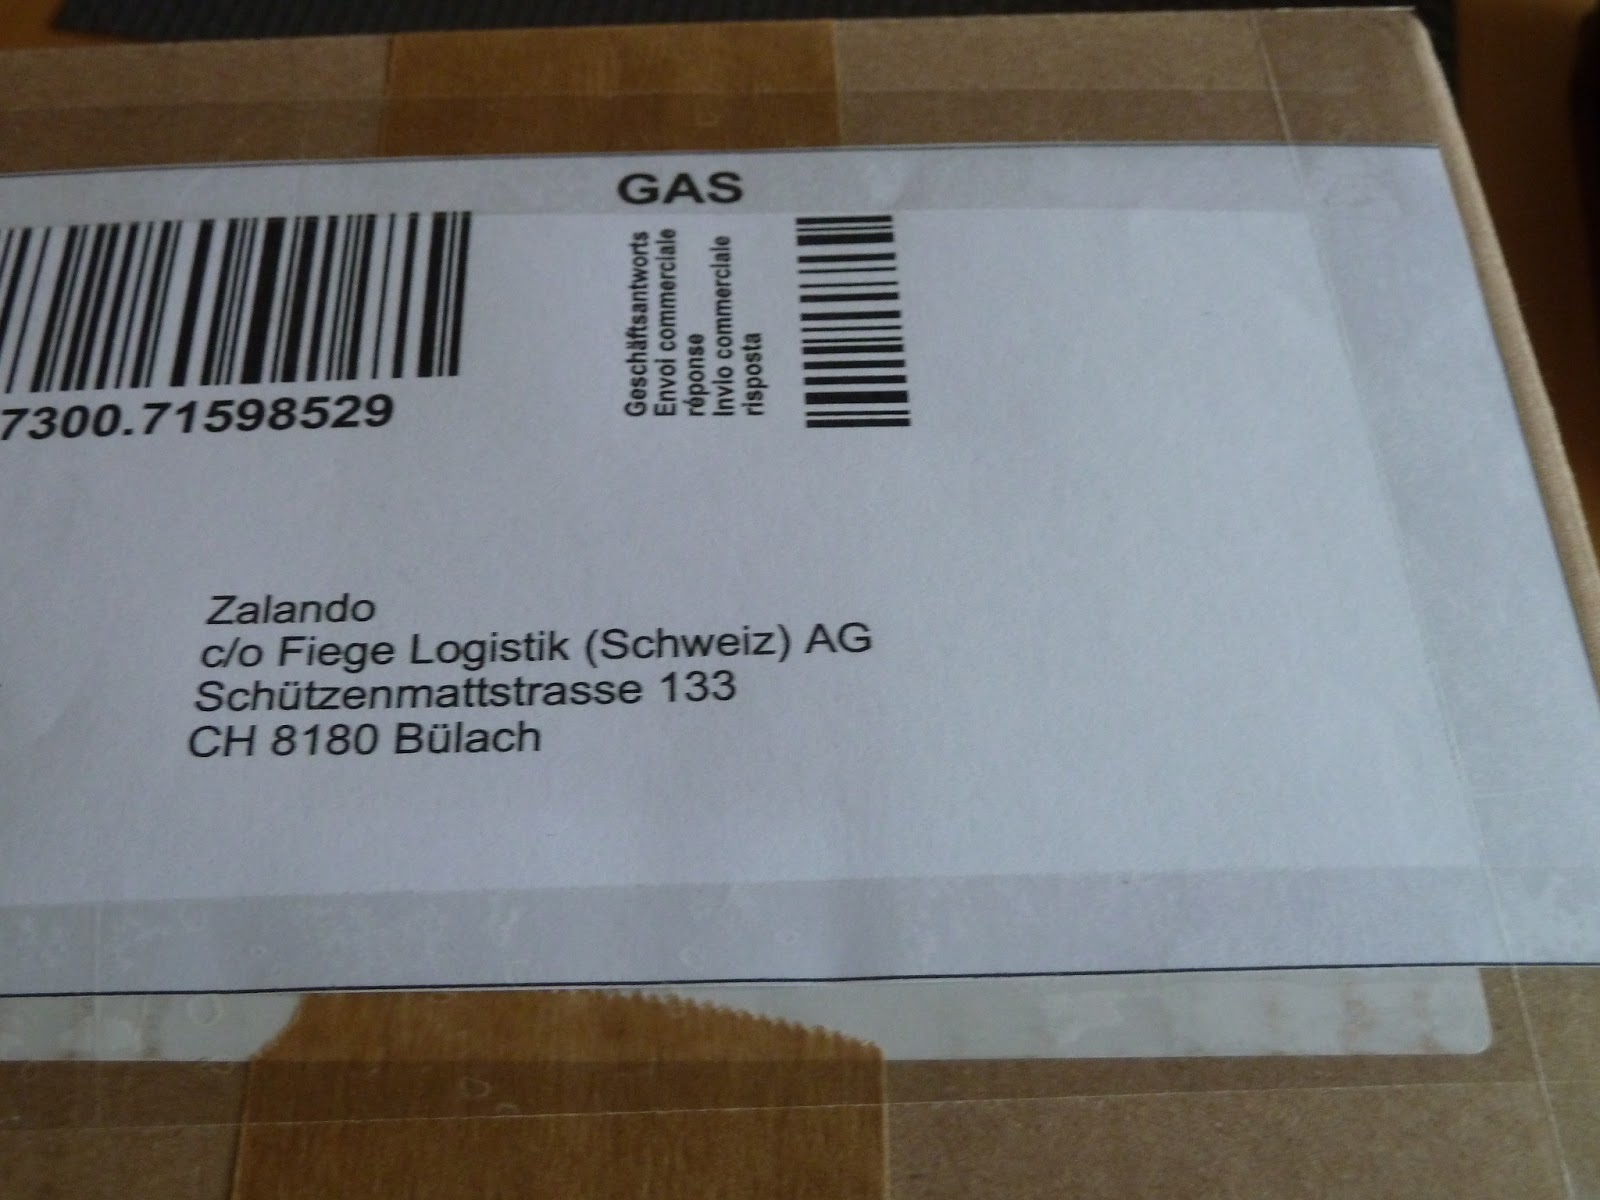 GAS
Geschäftsantworts
Envoi commerciale
réponse
Invio commerciale
risposta
7300.71598529
Zalando
c/o Fiege Logistik (Schweiz) AG
Schützenmattstrasse 133
CH 8180 Bülach